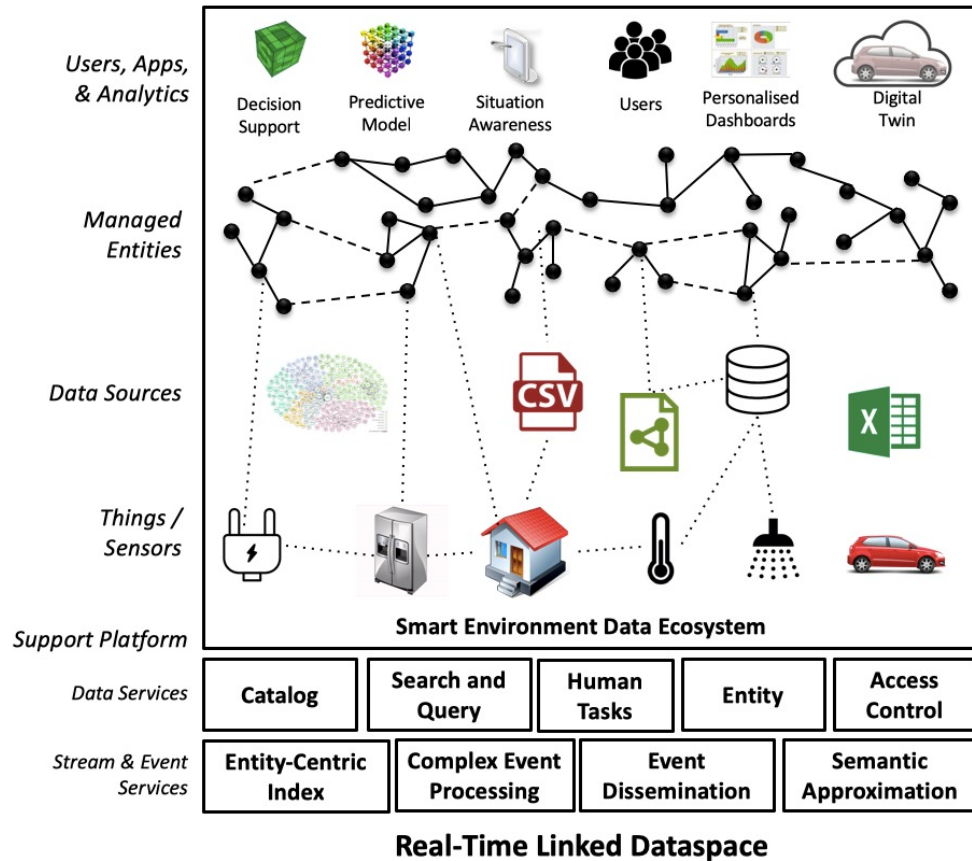 Users, Apps,
& Analytics
Decision
Support
Predictive
Model
Situation
Awareness
Users
Personalised
Dashboards
Digital
Twin
Managed
Entities
Data Sources
CSV
X
Things /
Sensors
Smart Environment Data Ecosystem
Support Platform
Data Services
Catalog
Search and
Query
Human
Tasks
Entity
Access
Control
Stream & Event
Services
Entity-Centric
Index
Complex Event
Processing
Event
Dissemination
Semantic
Approximation
Real-Time Linked Dataspace